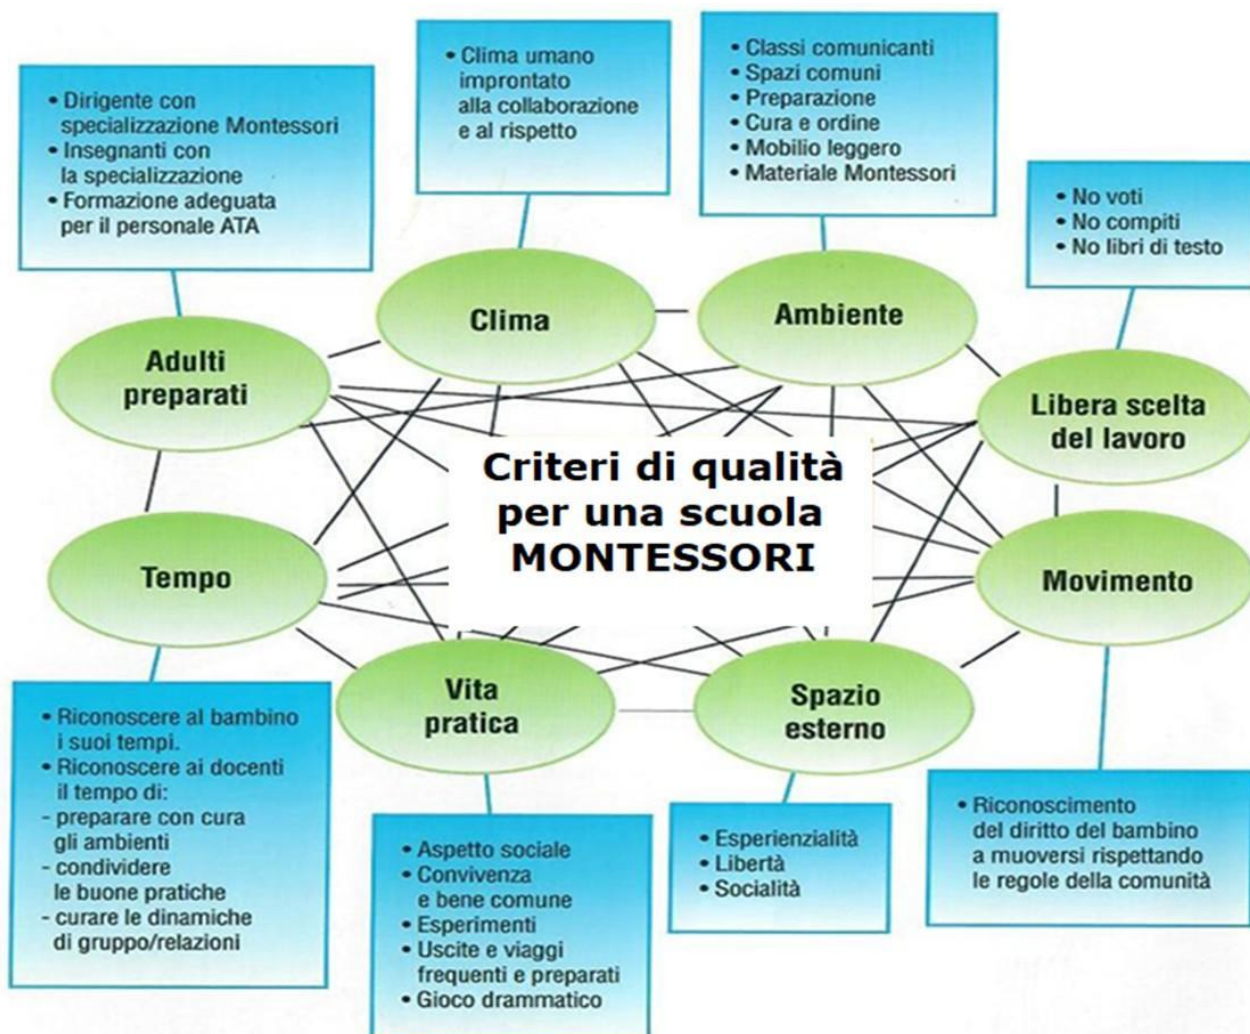 • Dirigente con
specializzazione Montessori
• Insegnanti con
la specializzazione
• Formazione adeguata
per il personale ATA
• Clima umano
improntato
alla collaborazione
e al rispetto
• Classi comunicanti
• Spazi comuni
• Preparazione
• Cura e ordine
• Mobilio leggero
• Materiale Montessori
• No voti
• No compiti
• No libri di testo
Adulti
preparati
Clima
Ambiente
Libera scelta
del lavoro
Criteri di qualità
per una scuola
MONTESSORI
Tempo
Movimento
Vita
pratica
Spazio
esterno
• Riconoscere al bambino
i suoi tempi.
• Riconoscere ai docenti
il tempo di:
- preparare con cura
gli ambienti
- condividere
le buone pratiche
- curare le dinamiche
di gruppo/relazioni
• Aspetto sociale
• Convivenza
e bene comune
• Esperimenti
• Uscite e viaggi
frequenti e preparati
• Gioco drammatico
• Esperienzialità
• Libertà
• Socialità
• Riconoscimento
del diritto del bambino
a muoversi rispettando
le regole della comunità